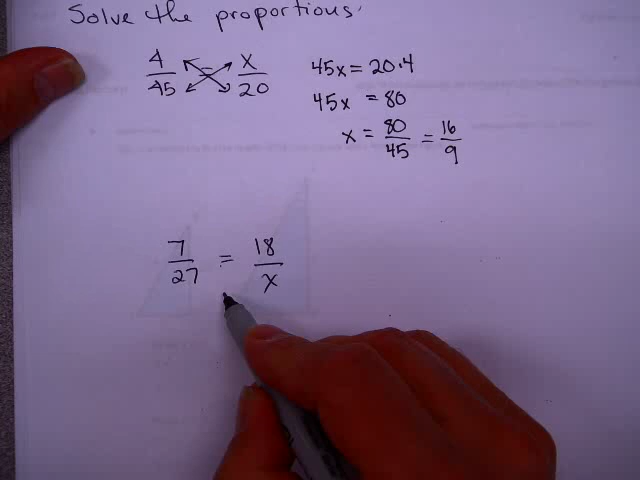 Solve the proportions.
4/45 = x/20
45x = 20·4
45x = 80
x = 80/45 = 16/9
7/27 = 18/x